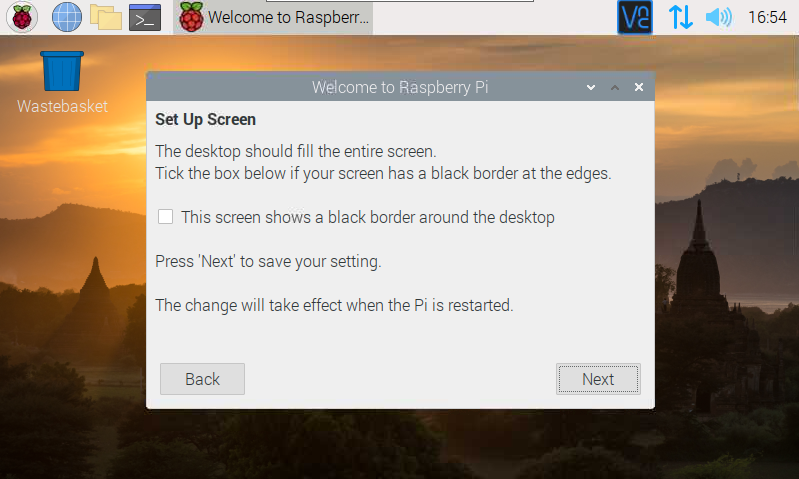 Welcome to Raspberr...
16:54
Wastebasket
Welcome to Raspberry Pi
Set Up Screen
The desktop should fill the entire screen.
Tick the box below if your screen has a black border at the edges.
This screen shows a black border around the desktop
Press 'Next' to save your setting.
The change will take effect when the Pi is restarted.
Back
Next